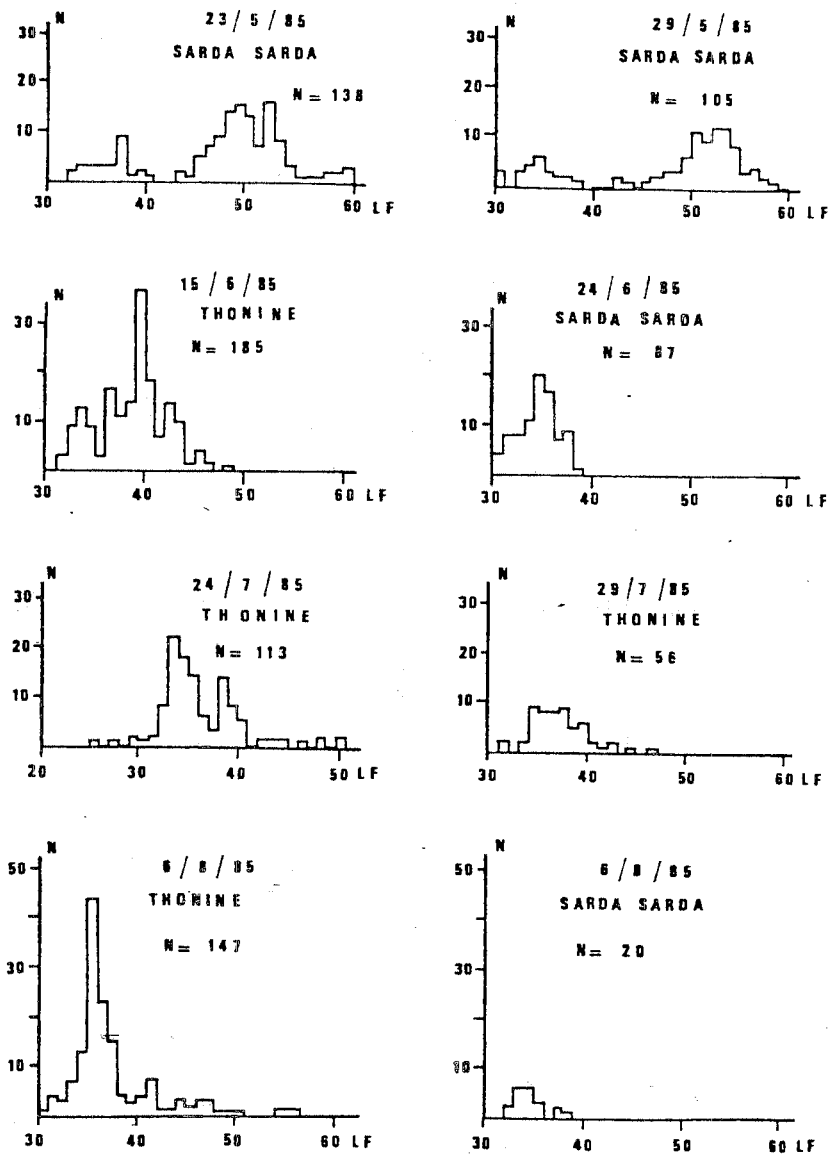 N
23/5/85
SARDA SARDA
N= 138
30
20
10
30 40 50 60 LF
N
29/5/85
SARDA SARDA
N= 105
30
20
10
30 40 50 60 LF
N
15/6/85
THONINE
N= 185
30
10
30 40 50 60 LF
N
24/6/85
SARDA SARDA
N= 87
30
10
30 40 50 60 LF
N
24/7/85
THONINE
N= 113
30
20
10
20 30 40 50 LF
N
29/7/85
THONINE
N= 56
30
20
10
30 40 50 60 LF
N
6/8/85
THONINE
N= 147
50
30
10
30 40 50 60 LF
N
6/8/85
SARDA SARDA
N= 20
50
30
10
30 40 50 60 LF